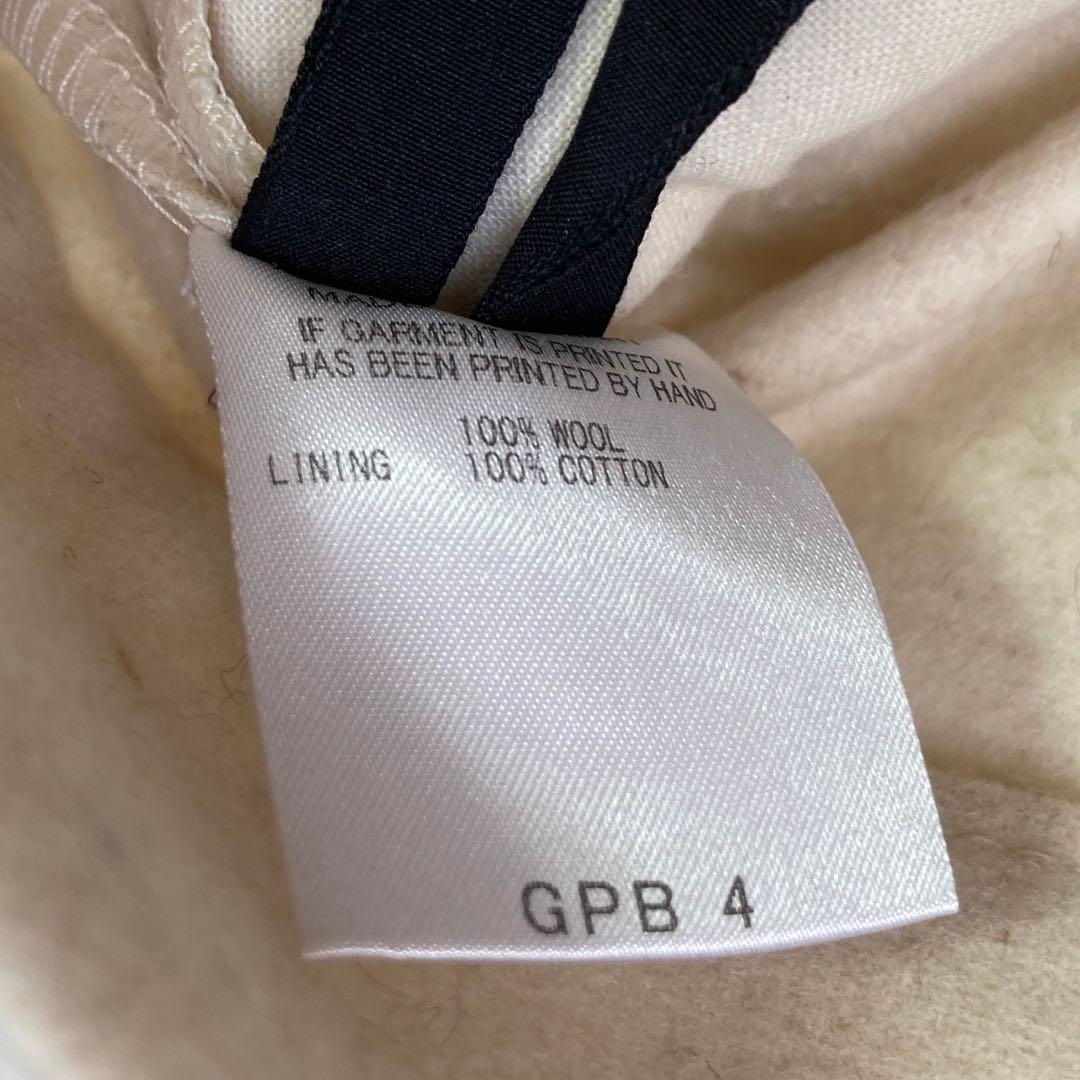 IF GARMENT IS PRINTED IT
HAS BEEN PRINTED BY HAND
100% WOOL
LINING 100% COTTON
GPB 4